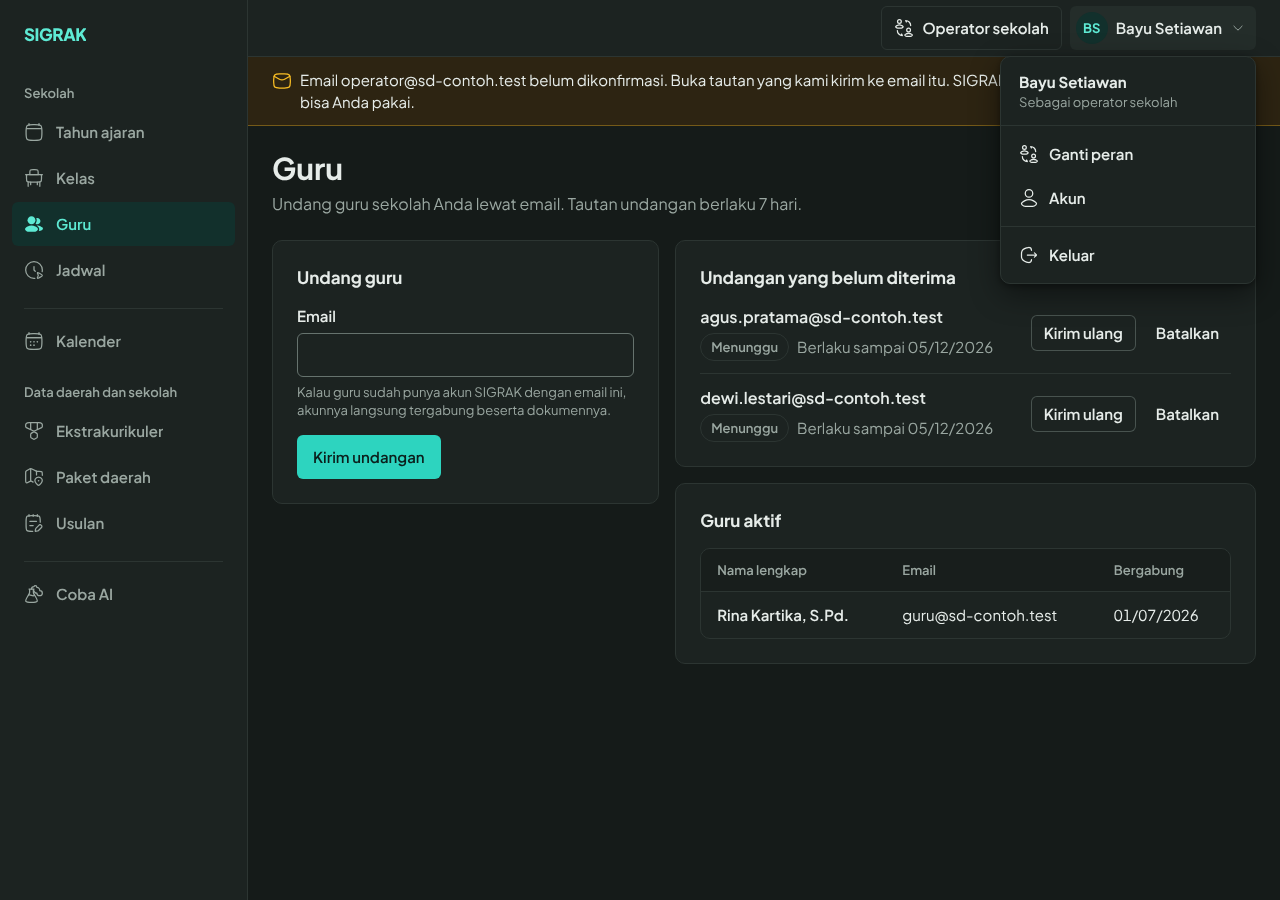 SIGRAK
Operator sekolah
BS Bayu Setiawan
Sekolah
Tahun ajaran
Kelas
Guru
Jadwal
Kalender
Data daerah dan sekolah
Ekstrakurikuler
Paket daerah
Usulan
Coba AI
Email operator@sd-contoh.test belum dikonfirmasi. Buka tautan yang kami kirim ke email itu.
bisa Anda pakai.
Bayu Setiawan
Sebagai operator sekolah
Ganti peran
Akun
Keluar
Guru
Undang guru sekolah Anda lewat email. Tautan undangan berlaku 7 hari.
Undang guru
Email
Kalau guru sudah punya akun SIGRAK dengan email ini,
akunnya langsung tergabung beserta dokumennya.
Kirim undangan
Undangan yang belum diterima
agus.pratama@sd-contoh.test
Menunggu Berlaku sampai 05/12/2026
Kirim ulang Batalkan
dewi.lestari@sd-contoh.test
Menunggu Berlaku sampai 05/12/2026
Kirim ulang Batalkan
Guru aktif
Nama lengkap Email Bergabung
Rina Kartika, S.Pd. guru@sd-contoh.test 01/07/2026